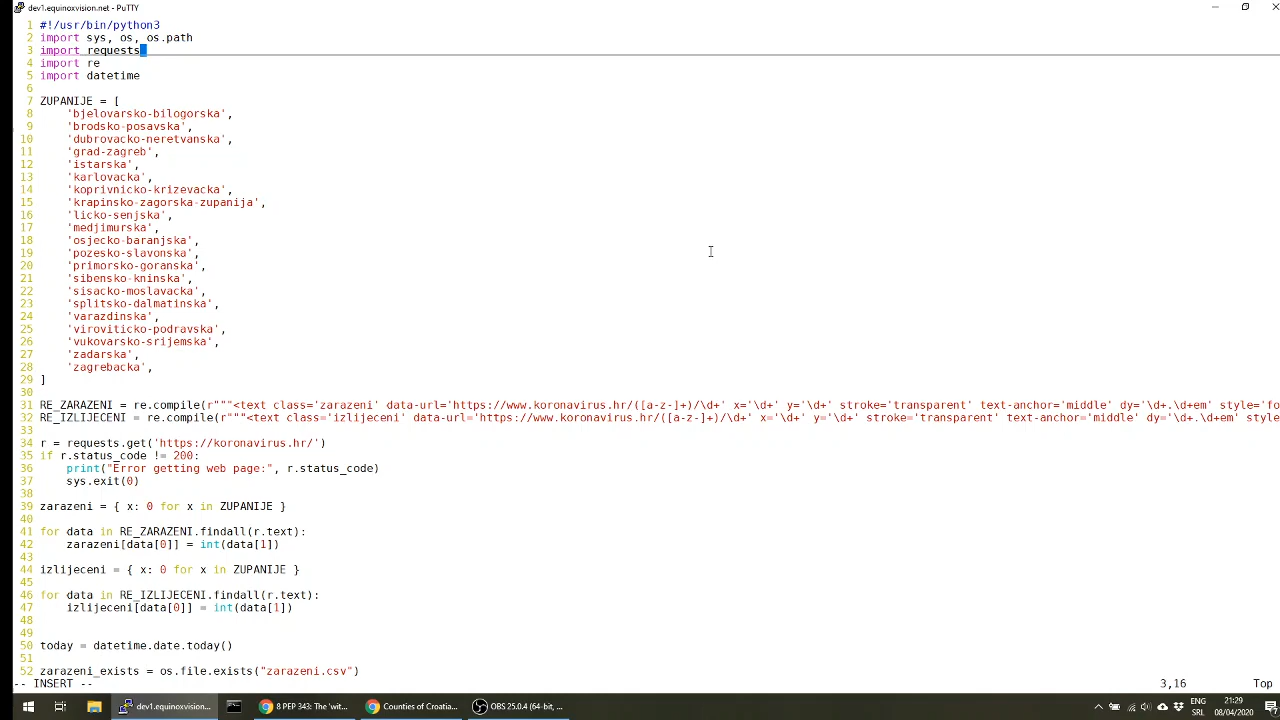 dev1.equinoxvision.net - PuTTY
1 #!/usr/bin/python3
2 import sys, os, os.path
3 import requests
4 import re
5 import datetime
6
7 ZUPANIJE = [
8     'bjelovarsko-bilogorska',
9     'brodsko-posavska',
10     'dubrovacko-neretvanska',
11     'grad-zagreb',
12     'istarska',
13     'karlovacka',
14     'koprivnicko-krizevacka',
15     'krapinsko-zagorska-zupanija',
16     'licko-senjska',
17     'medjimurska',
18     'osjecko-baranjska',
19     'pozesko-slavonska',
20     'primorsko-goranska',
21     'sibensko-kninska',
22     'sisacko-moslavacka',
23     'splitsko-dalmatinska',
24     'varazdinska',
25     'viroviticko-podravska',
26     'vukovarsko-srijemska',
27     'zadarska',
28     'zagrebacka',
29 ]
30
31 RE_ZARAZENI = re.compile(r"""<text class='zarazeni' data-url='https://www.koronavirus.hr/([a-z-]+)/\d+' x='\d+' y='\d+' stroke='transparent' text-anchor='middle' dy='\d+.\d+em' style='fo
32 RE_IZLIJECENI = re.compile(r"""<text class='izlijeceni' data-url='https://www.koronavirus.hr/([a-z-]+)/\d+' x='\d+' y='\d+' stroke='transparent' text-anchor='middle' dy='\d+.\d+em' style
33
34 r = requests.get('https://koronavirus.hr/')
35 if r.status_code != 200:
36     print("Error getting web page:", r.status_code)
37     sys.exit(0)
38
39 zarazeni = { x: 0 for x in ZUPANIJE }
40
41 for data in RE_ZARAZENI.findall(r.text):
42     zarazeni[data[0]] = int(data[1])
43
44 izlijeceni = { x: 0 for x in ZUPANIJE }
45
46 for data in RE_IZLIJECENI.findall(r.text):
47     izlijeceni[data[0]] = int(data[1])
48
49
50 today = datetime.date.today()
51
52 zarazeni_exists = os.file.exists("zarazeni.csv")
-- INSERT -- 3,16 Top
dev1.equinoxvision... 8 PEP 343: The 'wit... Counties of Croatia... OBS 25.0.4 (64-bit, ... ENG 21:29
SRL 08/04/2020